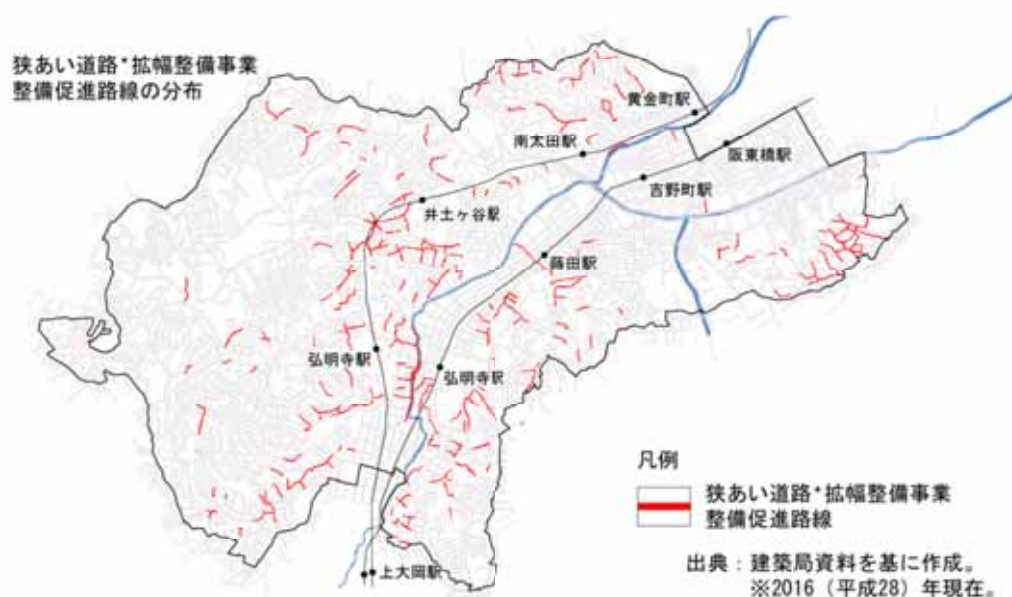 狭あい道路*拡幅整備事業
整備促進路線の分布
黄金町駅
南太田駅
阪東橋駅
吉野町駅
井土ヶ谷駅
蒔田駅
弘明寺駅
弘明寺駅
上大岡駅
凡例
狭あい道路*拡幅整備事業
整備促進路線
出典：建築局資料を基に作成。
※2016（平成28）年現在。